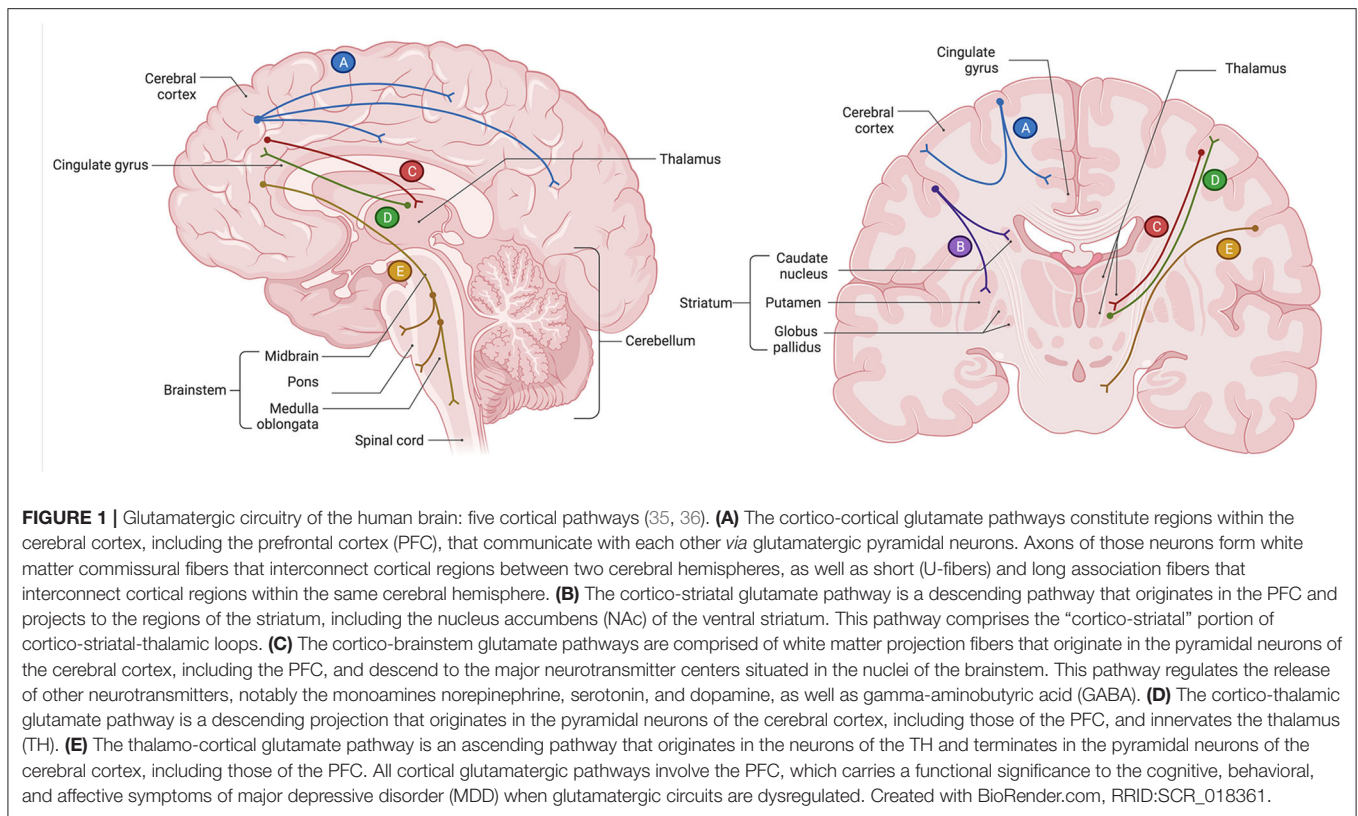 A
Cerebral
cortex
Cingulate gyrus
C
Thalamus
D
E
Midbrain
Brainstem
Pons
Medulla
oblongata
Spinal cord
Cerebellum
Cingulate
gyrus
Thalamus
Cerebral
cortex
A
D
B
C
E
Caudate
nucleus
Striatum
Putamen
Globus
pallidus
FIGURE 1 | Glutamatergic circuitry of the human brain: five cortical pathways (35, 36). (A) The cortico-cortical glutamate pathways constitute regions within the
cerebral cortex, including the prefrontal cortex (PFC), that communicate with each other via glutamatergic pyramidal neurons. Axons of those neurons form white
matter commissural fibers that interconnect cortical regions between two cerebral hemispheres, as well as short (U-fibers) and long association fibers that
interconnect cortical regions within the same cerebral hemisphere. (B) The cortico-striatal glutamate pathway is a descending pathway that originates in the PFC and
projects to the regions of the striatum, including the nucleus accumbens (NAc) of the ventral striatum. This pathway comprises the “cortico-striatal” portion of
cortico-striatal-thalamic loops. (C) The cortico-brainstem glutamate pathways are comprised of white matter projection fibers that originate in the pyramidal neurons of
the cerebral cortex, including the PFC, and descend to the major neurotransmitter centers situated in the nuclei of the brainstem. This pathway regulates the release
of other neurotransmitters, notably the monoamines norepinephrine, serotonin, and dopamine, as well as gamma-aminobutyric acid (GABA). (D) The cortico-thalamic
glutamate pathway is a descending projection that originates in the pyramidal neurons of the cerebral cortex, including those of the PFC, and innervates the thalamus
(TH). (E) The thalamo-cortical glutamate pathway is an ascending pathway that originates in the neurons of the TH and terminates in the pyramidal neurons of the
cerebral cortex, including those of the PFC. All cortical glutamatergic pathways involve the PFC, which carries a functional significance to the cognitive, behavioral,
and affective symptoms of major depressive disorder (MDD) when glutamatergic circuits are dysregulated. Created with BioRender.com, RRID:SCR_018361.